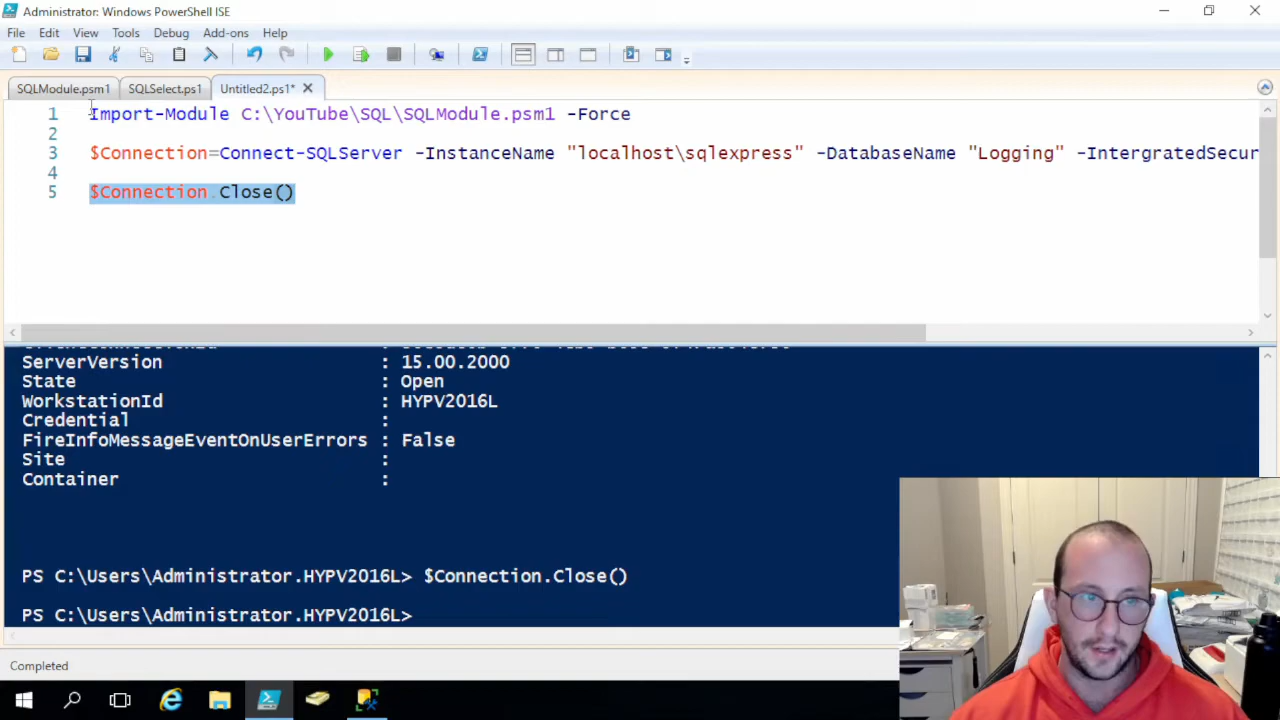 Administrator: Windows PowerShell ISE
File Edit View Tools Debug Add-ons Help
SQLModule.psm1 SQLSelect.ps1 Untitled2.ps1*
1 Import-Module C:\YouTube\SQL\SQLModule.psm1 -Force
2
3 $Connection=Connect-SQLServer -InstanceName "localhost\sqlexpress" -DatabaseName "Logging" -IntergratedSecur
4
5 $Connection.Close()
ServerVersion : 15.00.2000
State : Open
WorkstationId : HYPV2016L
Credential :
FireInfoMessageEventOnUserErrors : False
Site :
Container :
PS C:\Users\Administrator.HYPV2016L> $Connection.Close()
PS C:\Users\Administrator.HYPV2016L>
Completed